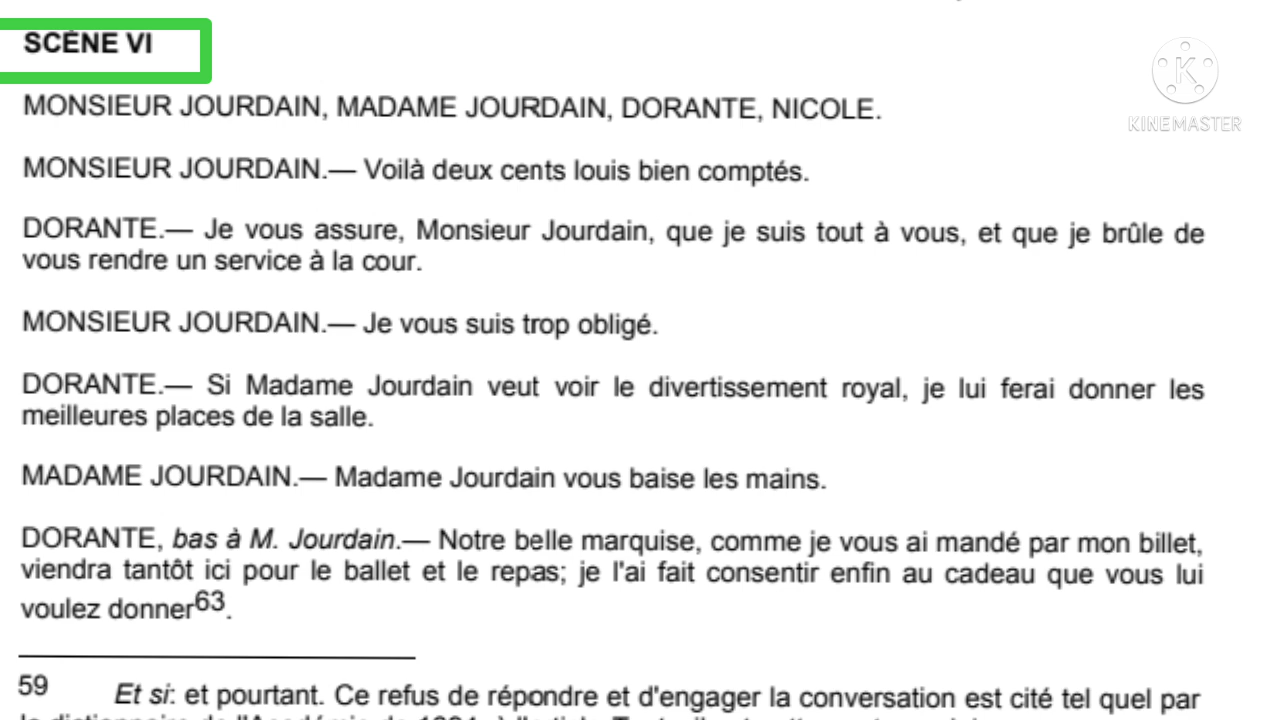 SCÈNE VI
K
KINEMASTER
MONSIEUR JOURDAIN, MADAME JOURDAIN, DORANTE, NICOLE.
MONSIEUR JOURDAIN.— Voilà deux cents louis bien comptés.
DORANTE.— Je vous assure, Monsieur Jourdain, que je suis tout à vous, et que je brûle de
vous rendre un service à la cour.
MONSIEUR JOURDAIN.— Je vous suis trop obligé.
DORANTE.— Si Madame Jourdain veut voir le divertissement royal, je lui ferai donner les
meilleures places de la salle.
MADAME JOURDAIN.— Madame Jourdain vous baise les mains.
DORANTE, bas à M. Jourdain.— Notre belle marquise, comme je vous ai mandé par mon billet,
viendra tantôt ici pour le ballet et le repas; je l'ai fait consentir enfin au cadeau que vous lui
voulez donner63.
59 Et si: et pourtant. Ce refus de répondre et d'engager la conversation est cité tel quel par